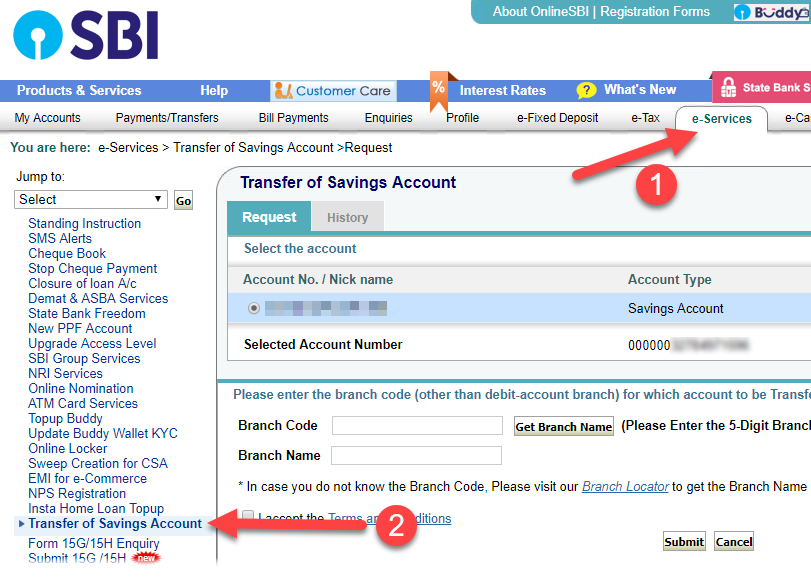 About OnlineSBI | Registration Forms
Buddy
SBI
Products & Services
Help
Customer Care
%
Interest Rates
?
What's New
State Bank S
My Accounts
Payments/Transfers
Bill Payments
Enquiries
Profile
e-Fixed Deposit
e-Tax
e-Services
e-Ca
You are here: e-Services > Transfer of Savings Account >Request
1
Jump to:
Select
Go
Standing Instruction
SMS Alerts
Cheque Book
Stop Cheque Payment
Closure of loan A/c
Demat & ASBA Services
State Bank Freedom
New PPF Account
Upgrade Access Level
SBI Group Services
NRI Services
Online Nomination
ATM Card Services
Topup Buddy
Update Buddy Wallet KYC
Online Locker
Sweep Creation for CSA
EMI for e-Commerce
NPS Registration
Insta Home Loan Topup
Transfer of Savings Account
Form 15G/15H Enquiry
Submit 15G /15H new
Transfer of Savings Account
Request
History
Select the account
Account No. / Nick name
Account Type
Savings Account
Selected Account Number
000000
Please enter the branch code (other than debit-account branch) for which account to be Transfe
Branch Code
Get Branch Name
(Please Enter the 5-Digit Branch
Branch Name
* In case you do not know the Branch Code, Please visit our Branch Locator to get the Branch Name
I accept the Terms and Conditions
2
Submit
Cancel